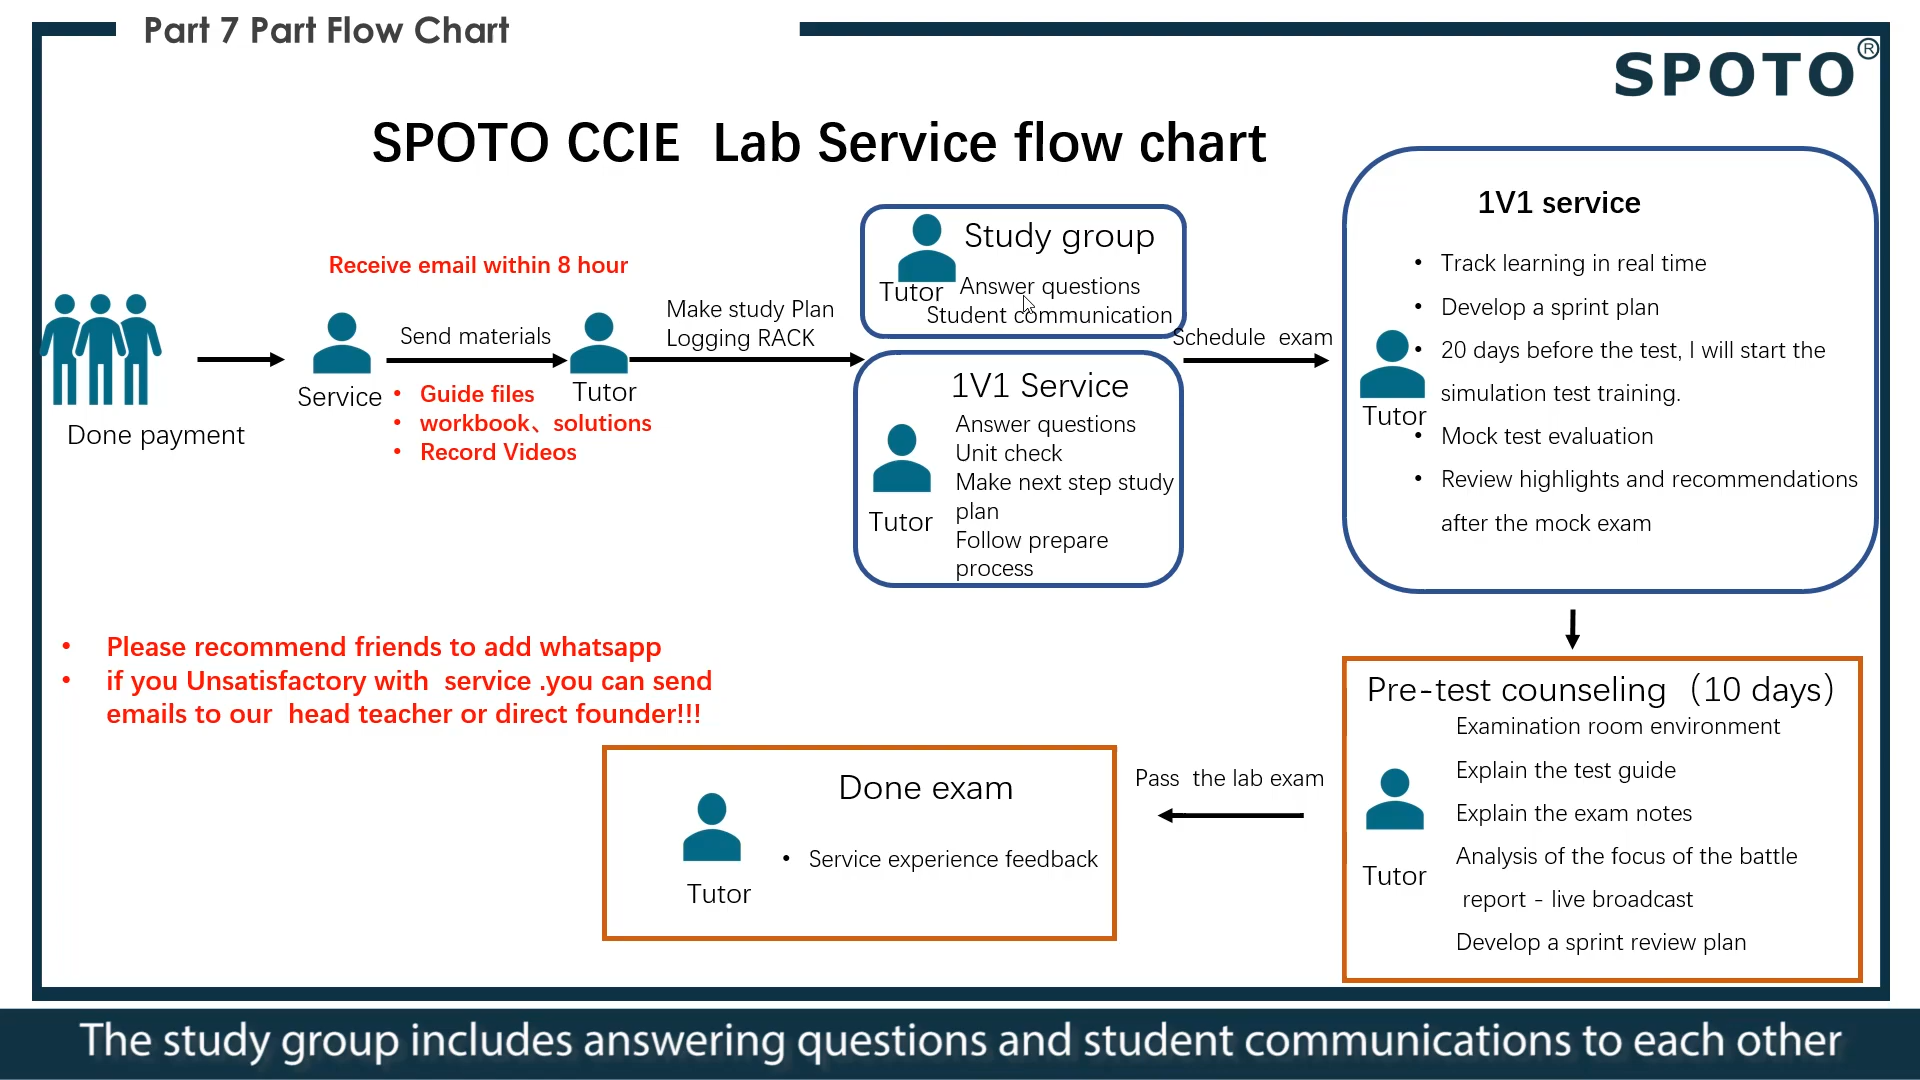 Part 7 Part Flow Chart
SPOTO®
SPOTO CCIE Lab Service flow chart
Receive email within 8 hour
Done payment
Service
Send materials
Guide files
workbook、solutions
Record Videos
Tutor
Make study Plan
Logging RACK
Study group
Tutor
Answer questions
Student communication
1V1 Service
Answer questions
Unit check
Make next step study
plan
Follow prepare
process
Tutor
Schedule exam
1V1 service
Track learning in real time
Develop a sprint plan
20 days before the test, I will start the
simulation test training.
Mock test evaluation
Review highlights and recommendations
after the mock exam
Tutor
Please recommend friends to add whatsapp
if you Unsatisfactory with service .you can send
emails to our head teacher or direct founder!!!
Pre-test counseling（10 days）
Examination room environment
Explain the test guide
Explain the exam notes
Analysis of the focus of the battle
report - live broadcast
Develop a sprint review plan
Tutor
Pass the lab exam
Done exam
Service experience feedback
Tutor
The study group includes answering questions and student communications to each other